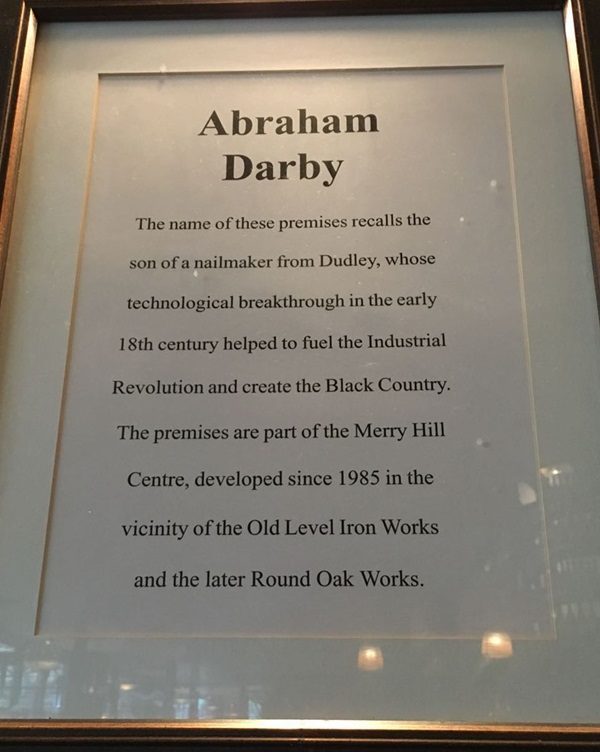 Abraham
Darby
The name of these premises recalls the
son of a nailmaker from Dudley, whose
technological breakthrough in the early
18th century helped to fuel the Industrial
Revolution and create the Black Country.
The premises are part of the Merry Hill
Centre, developed since 1985 in the
vicinity of the Old Level Iron Works
and the later Round Oak Works.